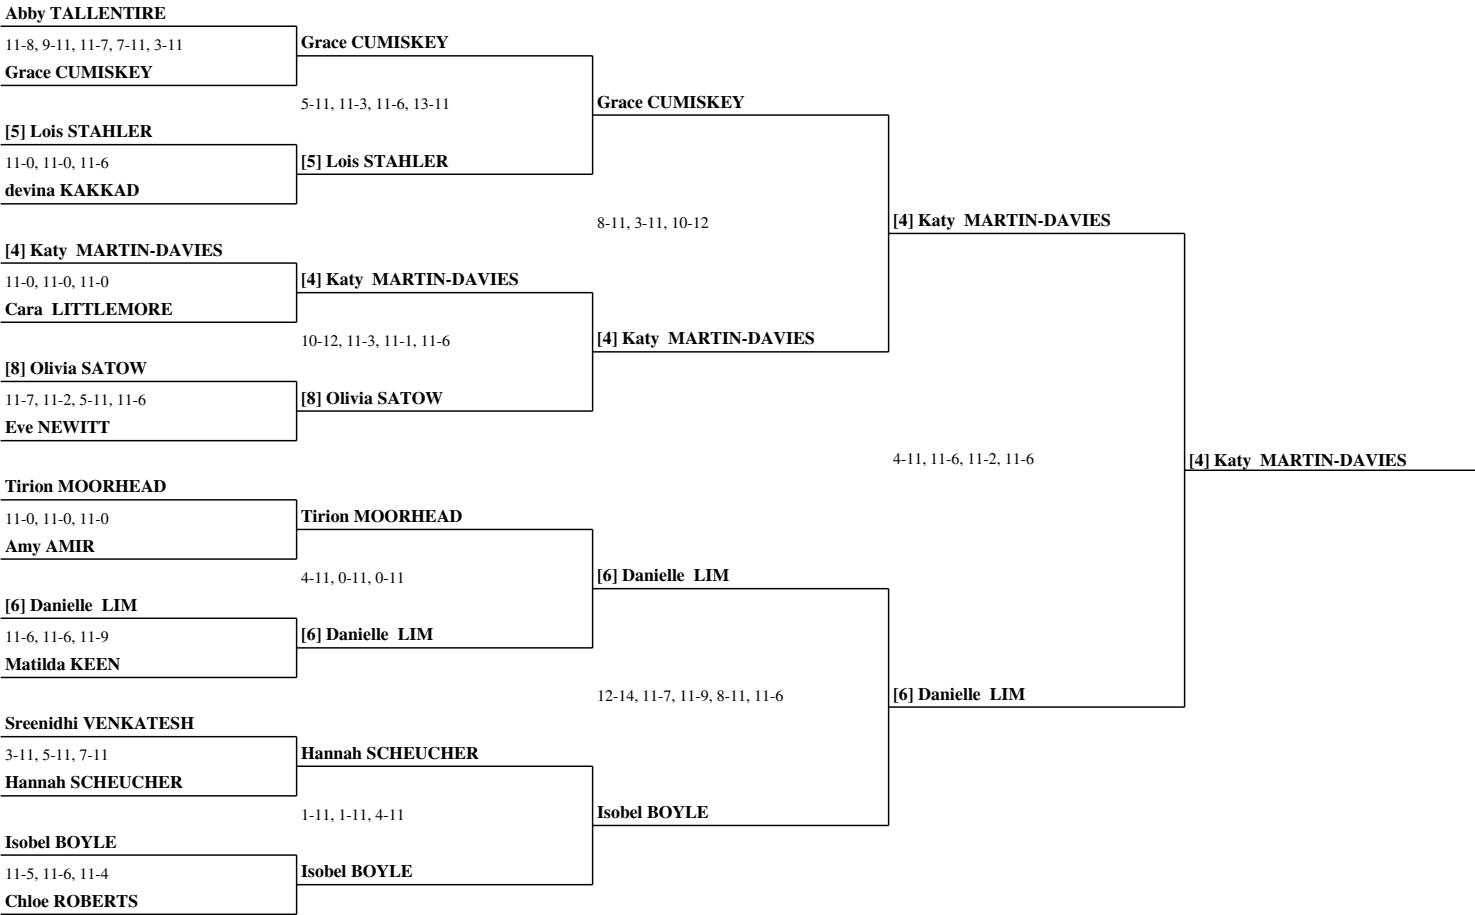 Abby TALLENTIRE
11-8, 9-11, 11-7, 7-11, 3-11
Grace CUMISKEY
[5] Lois STAHLER
11-0, 11-0, 11-6
devina KAKKAD
[4] Katy  MARTIN-DAVIES
11-0, 11-0, 11-0
Cara  LITTLEMORE
[8] Olivia SATOW
11-7, 11-2, 5-11, 11-6
Eve NEWITT
Tirion MOORHEAD
11-0, 11-0, 11-0
Amy AMIR
[6] Danielle  LIM
11-6, 11-6, 11-9
Matilda KEEN
Sreenidhi VENKATESH
3-11, 5-11, 7-11
Hannah SCHEUCHER
Isobel BOYLE
11-5, 11-6, 11-4
Chloe ROBERTS
Grace CUMISKEY
5-11, 11-3, 11-6, 13-11
[5] Lois STAHLER
[4] Katy  MARTIN-DAVIES
10-12, 11-3, 11-1, 11-6
[8] Olivia SATOW
Tirion MOORHEAD
4-11, 0-11, 0-11
[6] Danielle  LIM
Hannah SCHEUCHER
1-11, 1-11, 4-11
Isobel BOYLE
Grace CUMISKEY
8-11, 3-11, 10-12
[4] Katy  MARTIN-DAVIES
[6] Danielle  LIM
12-14, 11-7, 11-9, 8-11, 11-6
Isobel BOYLE
[4] Katy  MARTIN-DAVIES
4-11, 11-6, 11-2, 11-6
[6] Danielle  LIM
[4] Katy  MARTIN-DAVIES